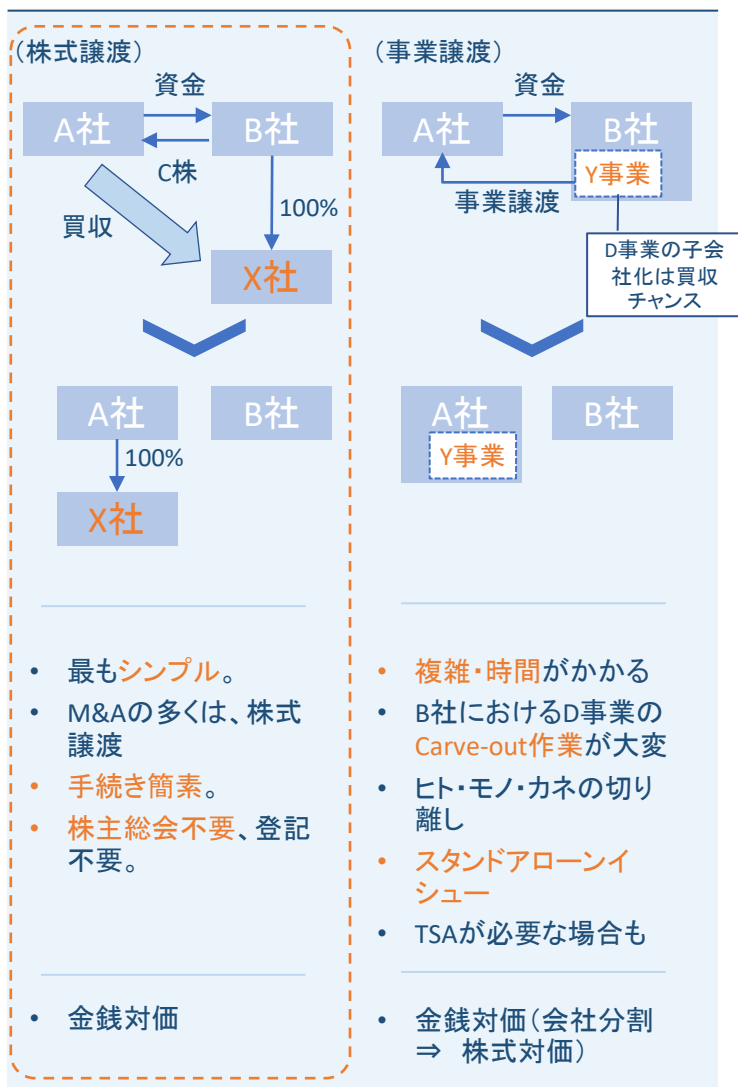 (株式譲渡)
資金
A社
B社
C株
買収
100%
X社
A社
B社
100%
X社
• 最もシンプル。
• M&Aの多くは、株式
譲渡
• 手続き簡素。
• 株主総会不要、登記
不要。
• 金銭対価
(事業譲渡)
資金
A社
B社
Y事業
事業譲渡
D事業の子会
社化は買収
チャンス
A社
B社
Y事業
• 複雑・時間がかかる
• B社におけるD事業の
Carve-out作業が大変
• ヒト・モノ・カネの切り
離し
• スタンドアローンイ
シュー
• TSAが必要な場合も
• 金銭対価(会社分割
⇒ 株式対価)